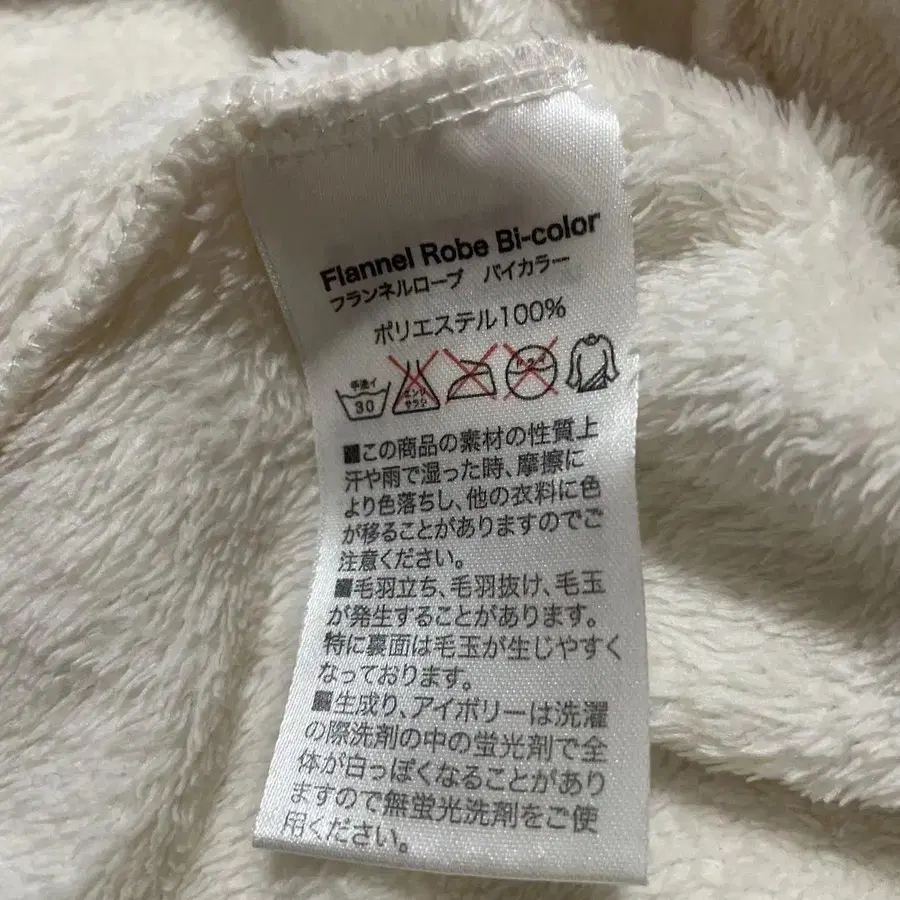 Flannel Robe Bi-color
フランネルローブ　バイカラー
ポリエステル100%
手洗イ
30
エンソ
サラシ
ドライ
■この商品の素材の性質上
汗や雨で湿った時、摩擦に
より色落ちし、他の衣料に色
が移ることがありますのでご
注意ください。
■毛羽立ち、毛羽抜け、毛玉
が発生することがあります。
特に裏面は毛玉が生じやすく
なっております。
■生成り、アイボリーは洗濯
の際洗剤の中の蛍光剤で全
体が白っぽくなることがあり
ますので無蛍光洗剤をご使
用ください。